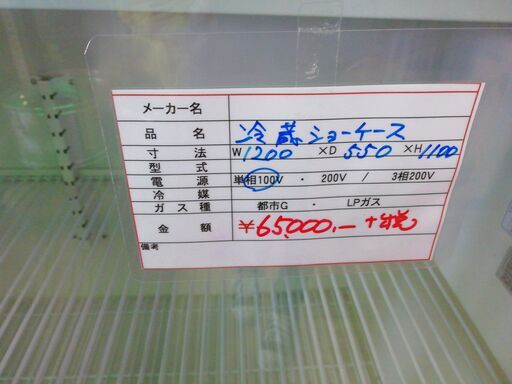 メーカー名
品名 冷蔵ショーケース
寸法 W1200 ×D 550 ×H1100
型式
電源 単相100V ・ 200V / 3相200V
冷媒
ガス種 都市G ・ LPガス
金額 ¥65,000.― +税
備考